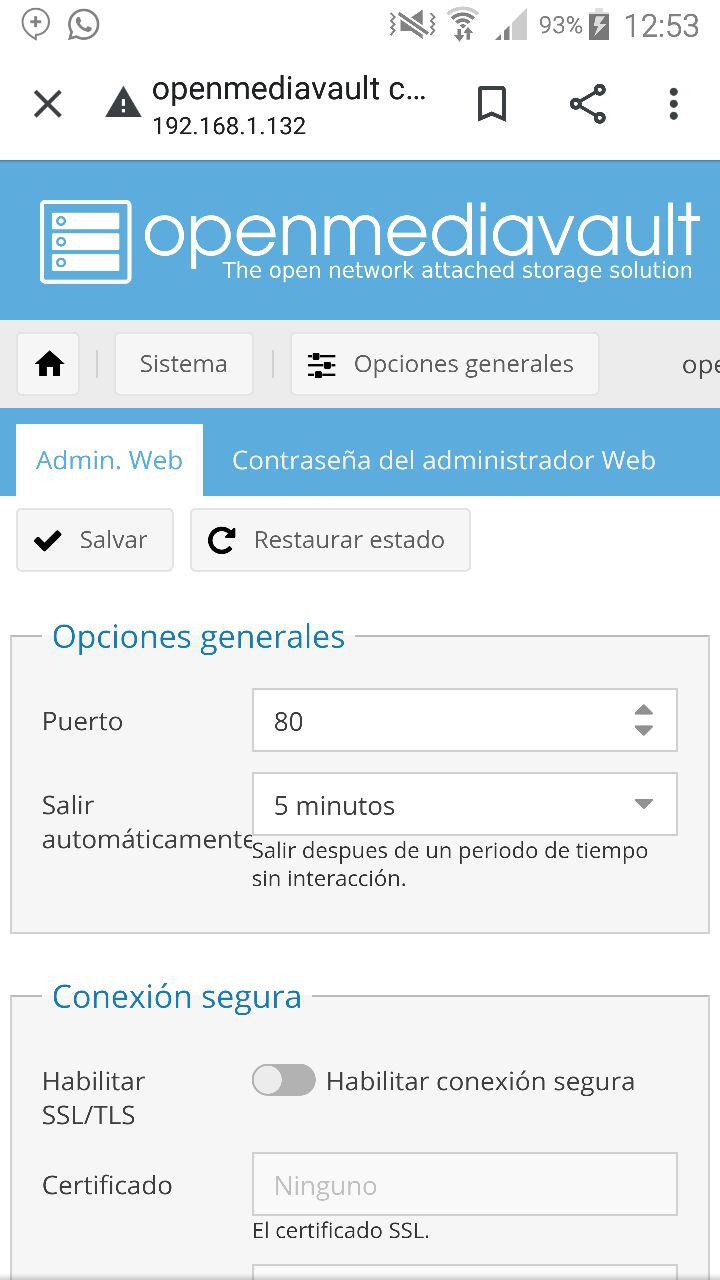 93% 12:53
openmediavault c...
192.168.1.132
openmediavault
The open network attached storage solution
Sistema Opciones generales ope
Admin. Web Contraseña del administrador Web
Salvar Restaurar estado
Opciones generales
Puerto 80
Salir 5 minutos
automáticamente
Salir despues de un periodo de tiempo
sin interacción.
Conexión segura
Habilitar Habilitar conexión segura
SSL/TLS
Certificado Ninguno
El certificado SSL.